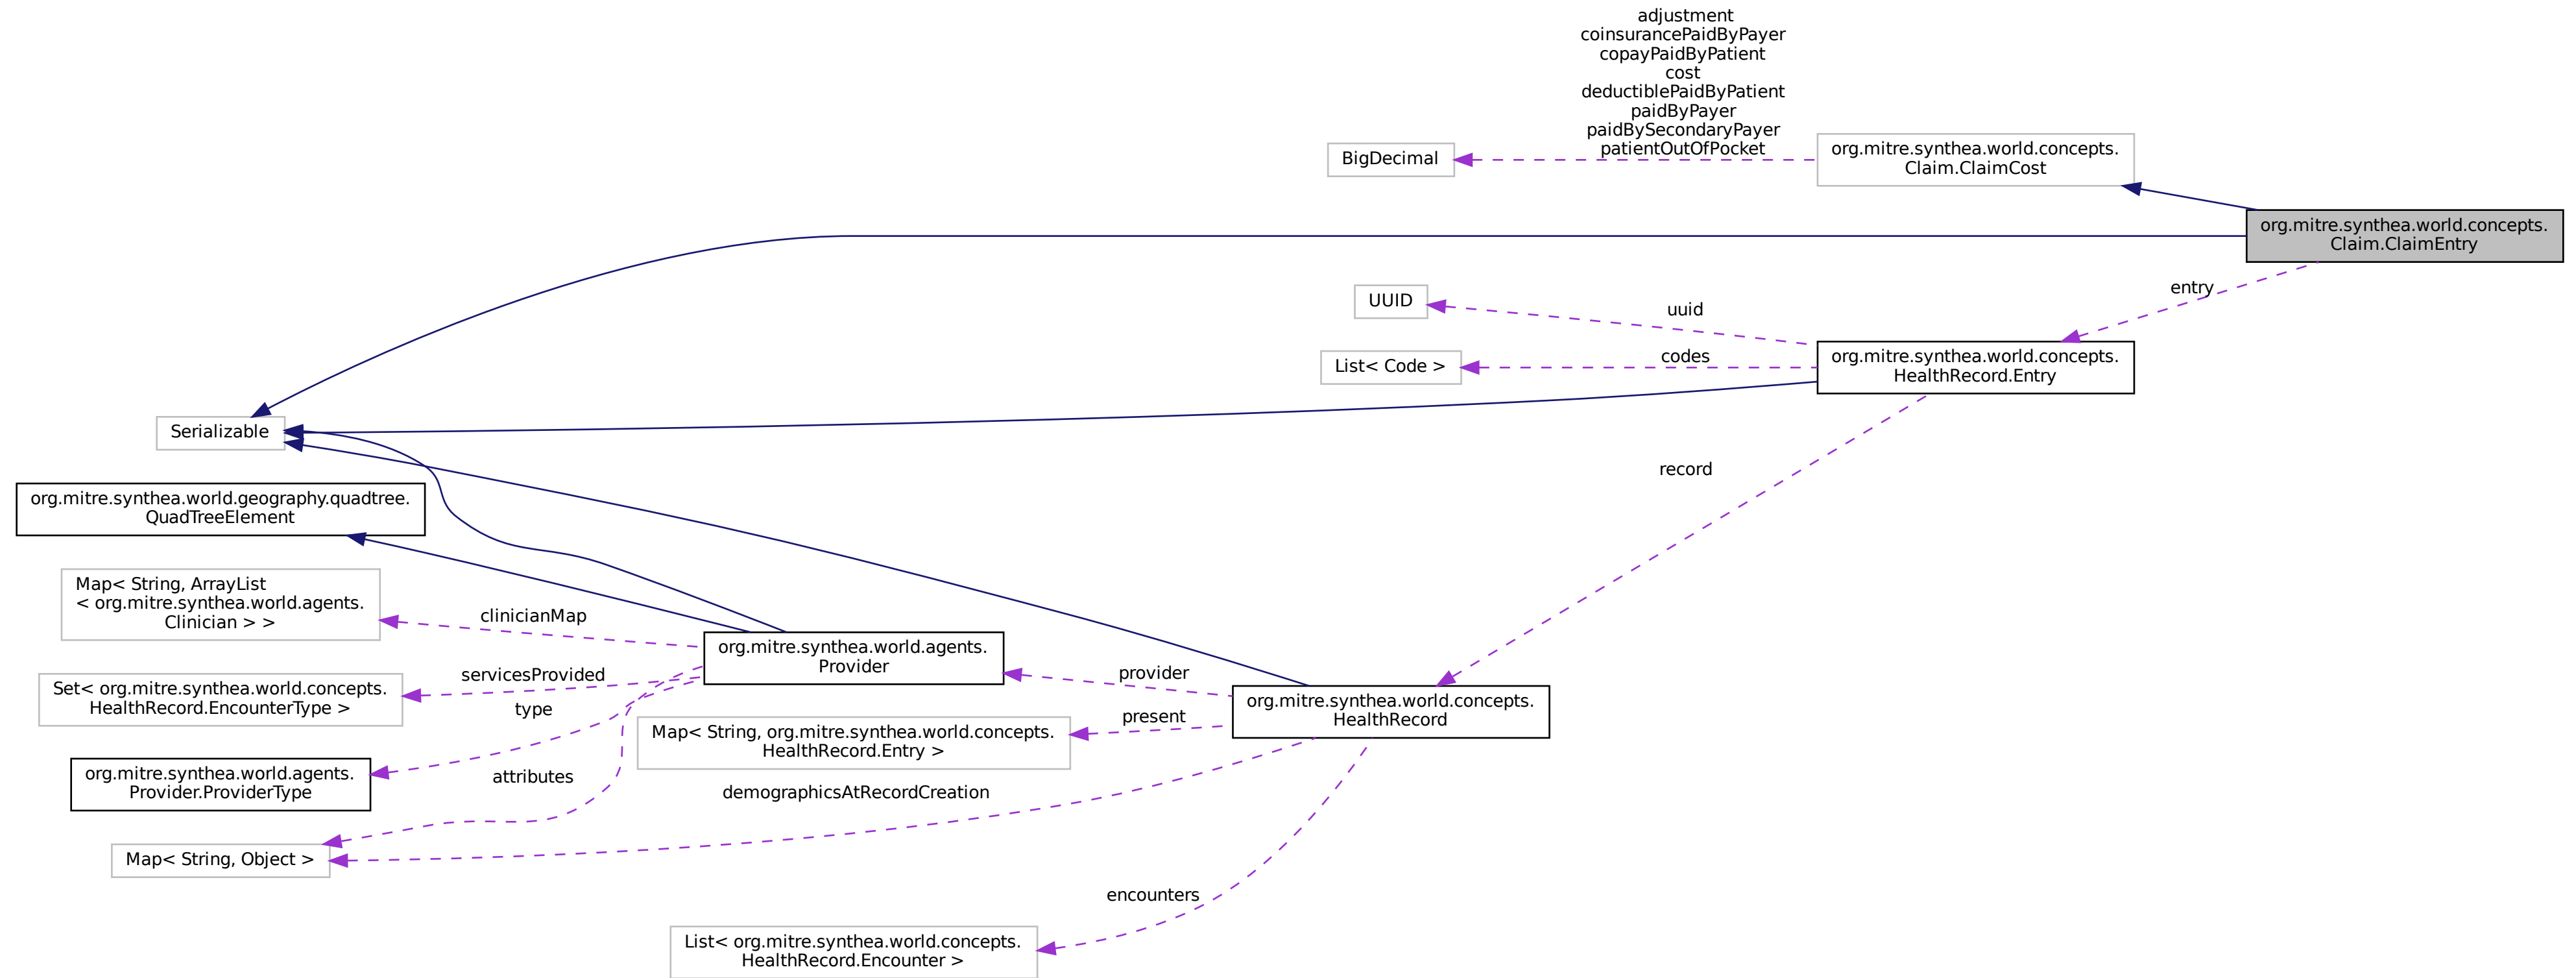 adjustment
coinsurancePaidByPayer
copayPaidByPatient
cost
deductiblePaidByPatient
paidByPayer
paidBySecondaryPayer
patientOutOfPocket
BigDecimal
org.mitre.synthea.world.concepts.
Claim.ClaimCost
org.mitre.synthea.world.concepts.
Claim.ClaimEntry
entry
UUID
uuid
List< Code >
codes
org.mitre.synthea.world.concepts.
HealthRecord.Entry
Serializable
record
org.mitre.synthea.world.geography.quadtree.
QuadTreeElement
Map< String, ArrayList
< org.mitre.synthea.world.agents.
Clinician > >
clinicianMap
org.mitre.synthea.world.agents.
Provider
Set< org.mitre.synthea.world.concepts.
HealthRecord.EncounterType >
servicesProvided
type
provider
org.mitre.synthea.world.concepts.
HealthRecord
present
Map< String, org.mitre.synthea.world.concepts.
HealthRecord.Entry >
org.mitre.synthea.world.agents.
Provider.ProviderType
attributes
demographicsAtRecordCreation
Map< String, Object >
encounters
List< org.mitre.synthea.world.concepts.
HealthRecord.Encounter >